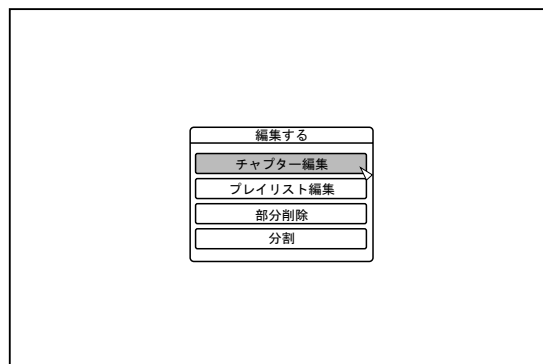 編集する
チャプター編集
プレイリスト編集
部分削除
分割